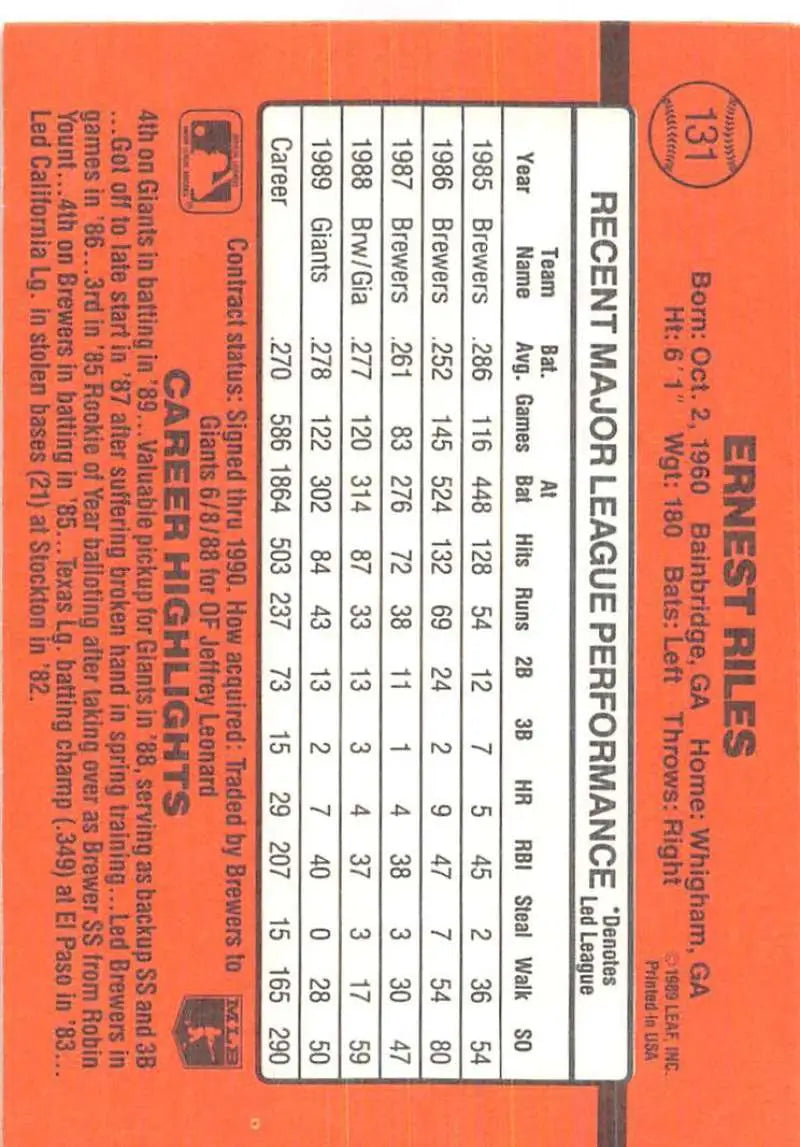 131
ERNEST RILES
Born: Oct. 2, 1960 Bainbridge, GA Home: Whigham, GA
Ht: 6'1" Wgt: 180 Bats: Left Throws: Right
©1989 LEAF, INC.
Printed in USA
RECENT MAJOR LEAGUE PERFORMANCE *Denotes Led League
Year Team Name Bat. Avg. Games At Bat Hits Runs 2B 3B HR RBI Steal Walk SO
1985 Brewers .286 116 448 128 54 12 7 5 45 2 36 54
1986 Brewers .252 145 524 132 69 24 2 9 47 7 54 80
1987 Brewers .261 83 276 72 38 11 1 4 38 3 30 47
1988 Brw/Gia .277 120 314 87 33 13 3 4 37 3 17 59
1989 Giants .278 122 302 84 43 13 2 7 40 0 28 50
Career .270 586 1864 503 237 73 15 29 207 15 165 290
Contract status: Signed thru 1990. How acquired: Traded by Brewers to
Giants 6/8/88 for OF Jeffrey Leonard
MLB
CAREER HIGHLIGHTS
4th on Giants in batting in '89...Valuable pickup for Giants in '88, serving as backup SS and 3B
...Got off to late start in '87 after suffering broken hand in spring training...Led Brewers in
games in '86...3rd in '85 Rookie of Year balloting after taking over as Brewer SS from Robin
Yount...4th on Brewers in batting in '85...Texas Lg. batting champ (.349) at El Paso in '83...
Led California Lg. in stolen bases (21) at Stockton in '82.